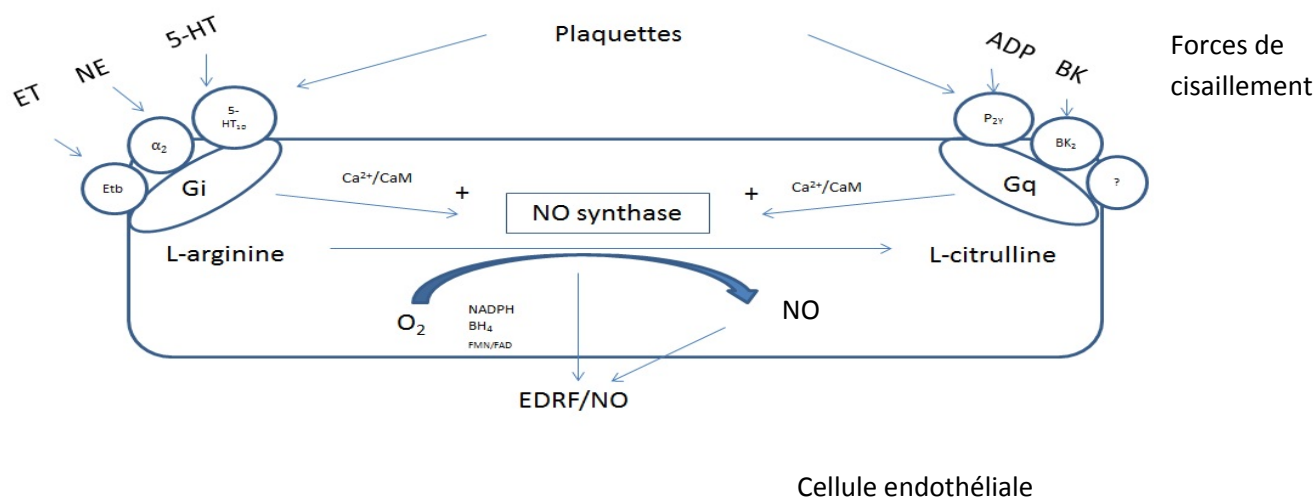 5-HT
Plaquettes
ADP
Forces de
cisaillement
NE
BK
ET
5-
HT₁D
P₂Y
α₂
BK₂
Etb
Gi
Ca²⁺/CaM
+
+
Ca²⁺/CaM
Gq
?
NO synthase
L-arginine
L-citrulline
O₂
NADPH
BH₄
FMN/FAD
NO
EDRF/NO
Cellule endothéliale